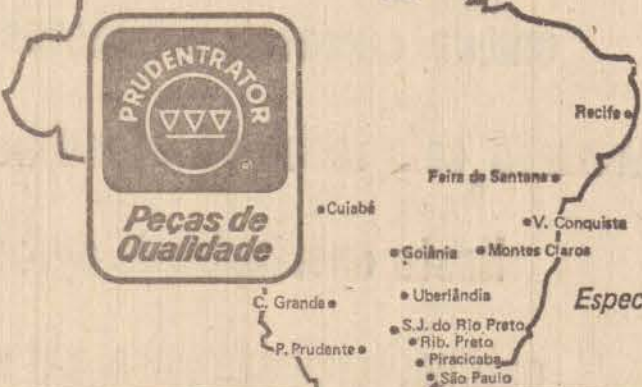 PRUDENTRATOR
Peças de
Qualidade
Recife
Feira de Santana
Cuiabá
V. Conquista
Goiânia
Montes Claros
C. Grande
Uberlândia
Espec
S.J. do Rio Preto
P. Prudente
Rib. Preto
Piracicaba
São Paulo